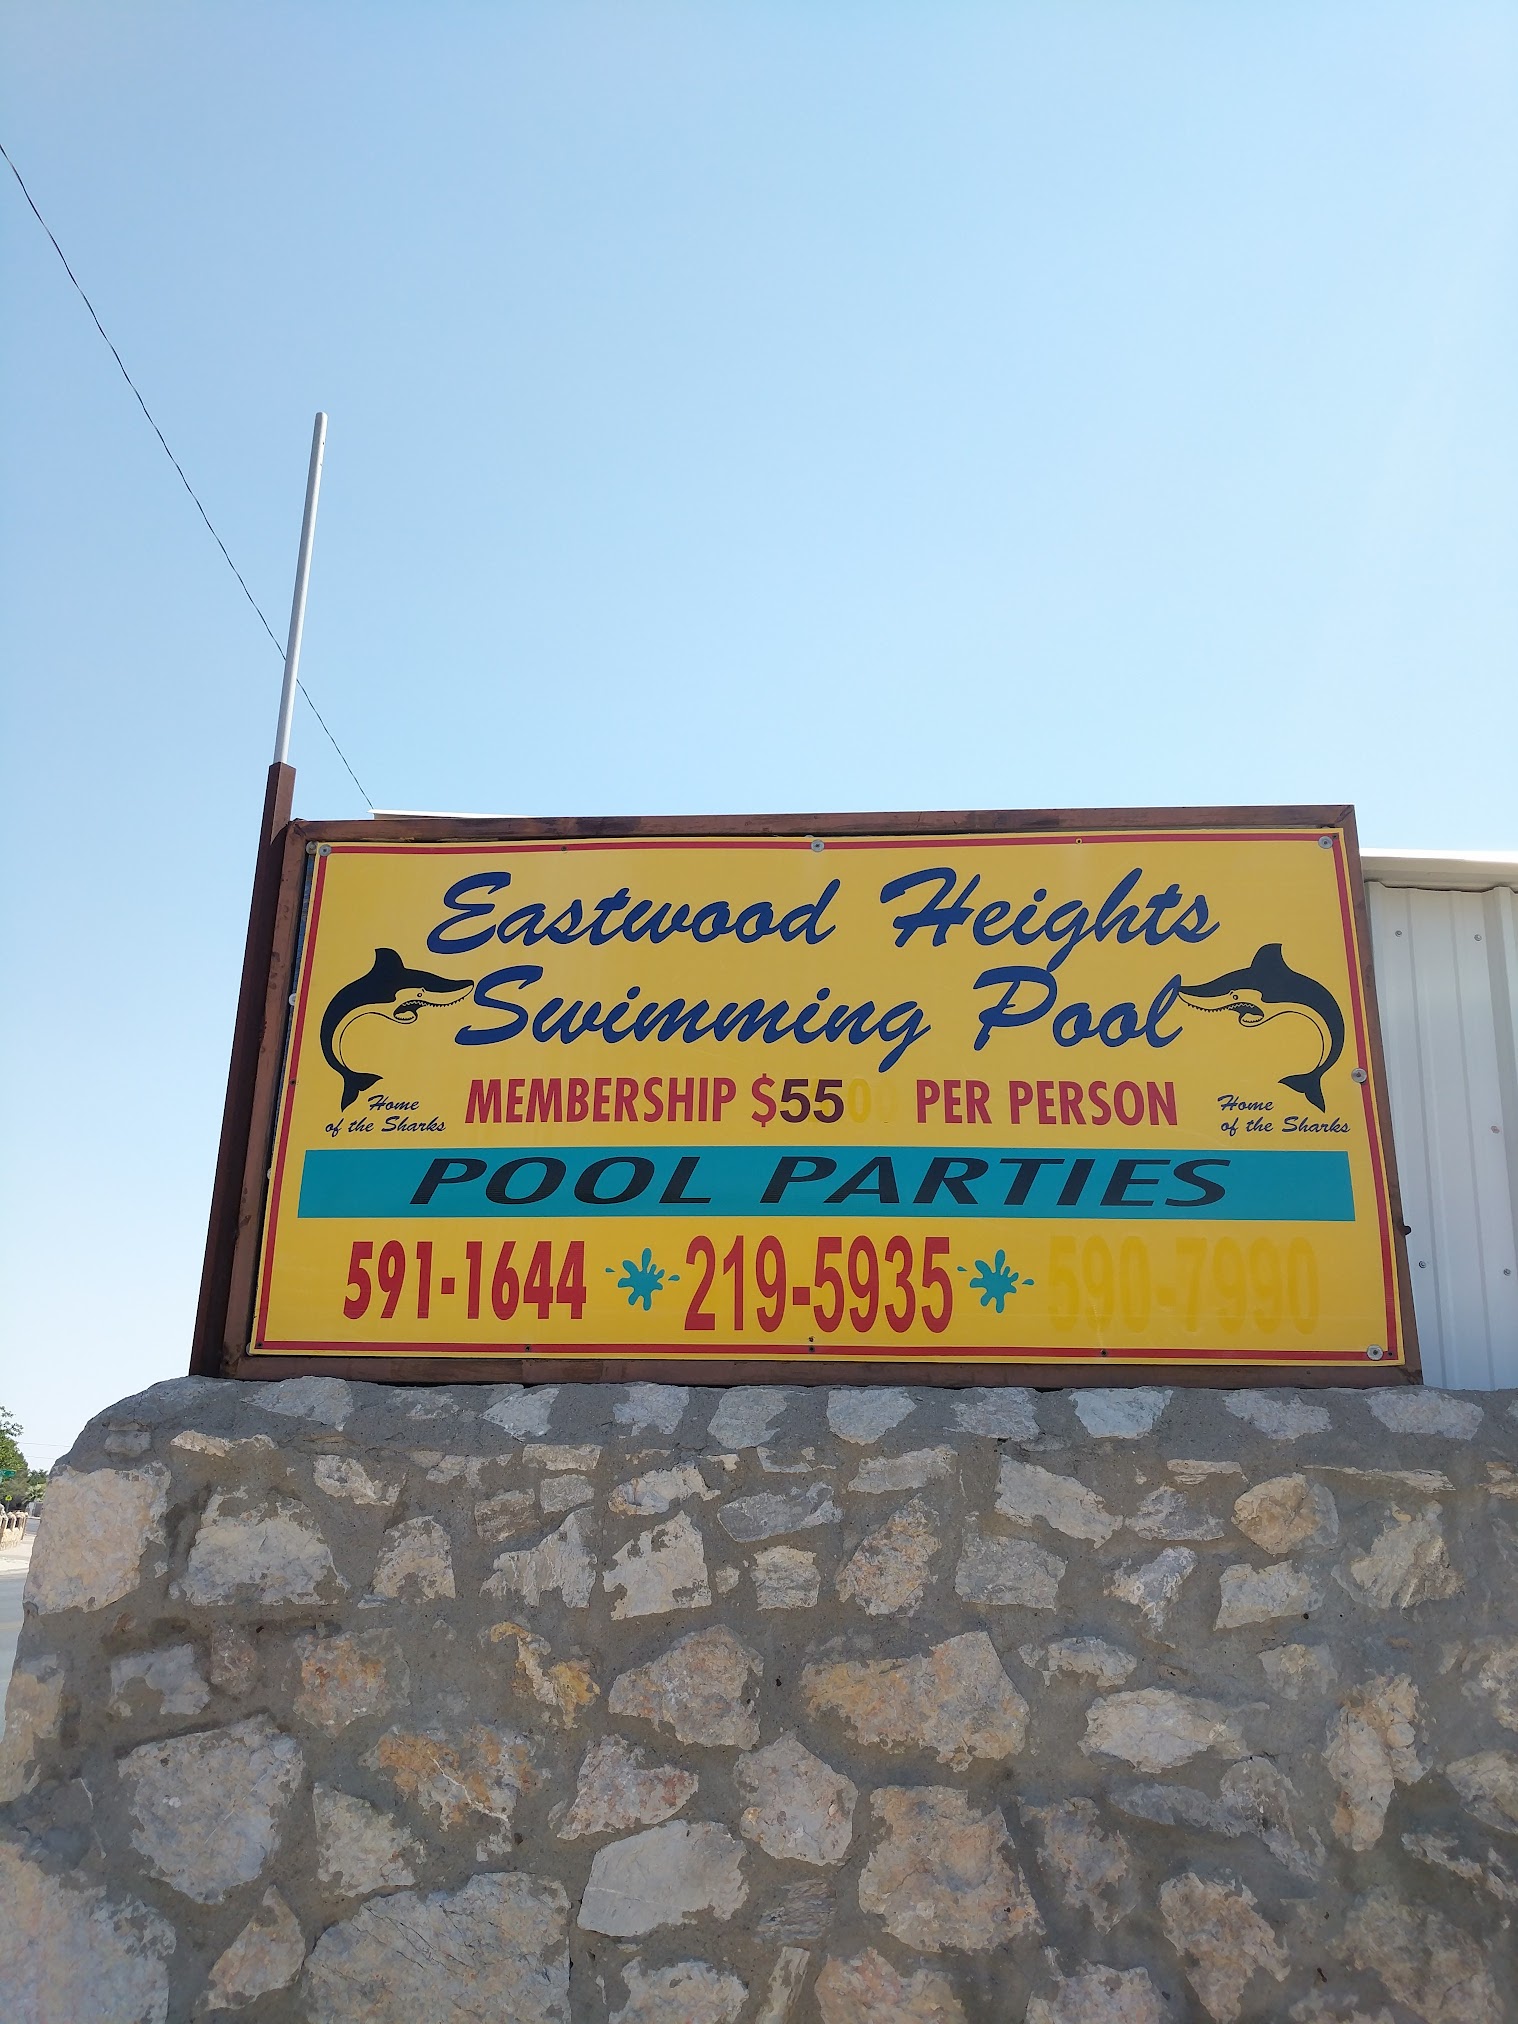 Eastwood Heights
Swimming Pool
MEMBERSHIP $5500 PER PERSON
Home
of the Sharks
Home
of the Sharks
POOL PARTIES
591-1644 219-5935 590-7990